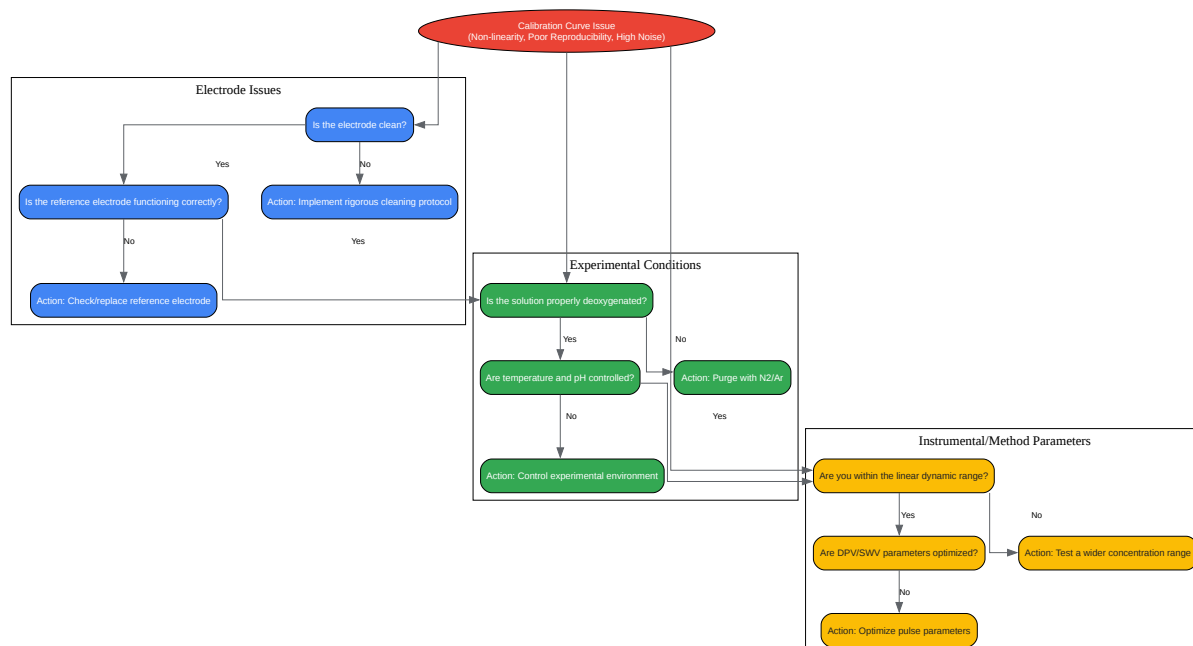 Calibration Curve Issue
(Non-linearity, Poor Reproducibility, High Noise)
Electrode Issues
Is the electrode clean?
Yes
No
Is the reference electrode functioning correctly?
Action: Implement rigorous cleaning protocol
No
Yes
Action: Check/replace reference electrode
Experimental Conditions
Is the solution properly deoxygenated?
Yes
No
Are temperature and pH controlled?
Action: Purge with N2/Ar
No
Yes
Action: Control experimental environment
Instrumental/Method Parameters
Are you within the linear dynamic range?
Yes
No
Are DPV/SWV parameters optimized?
Action: Test a wider concentration range
No
Action: Optimize pulse parameters